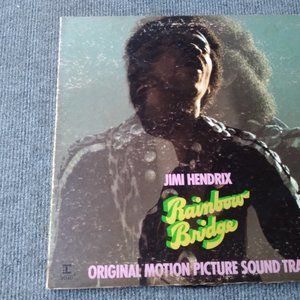 JIMI HENDRIX
Rainbow
Bridge
ORIGINAL MOTION PICTURE SOUND TRA